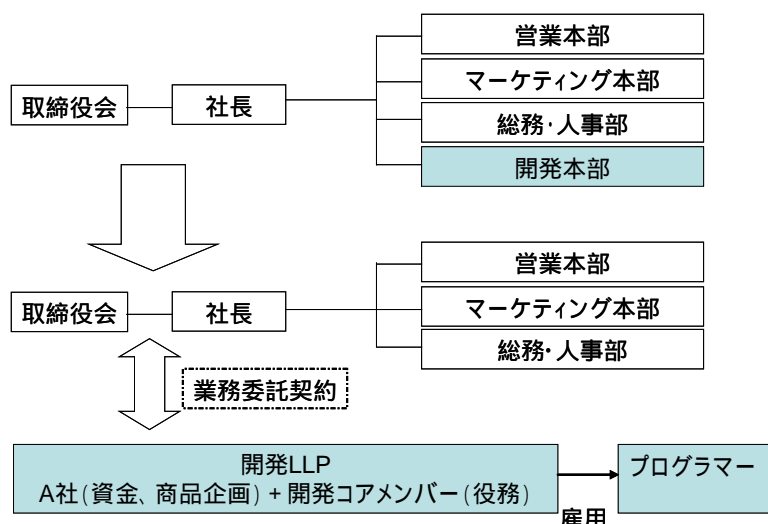 営業本部
マーケティング本部
取締役会
社長
総務・人事部
開発本部
営業本部
取締役会
社長
マーケティング本部
総務・人事部
業務委託契約
開発LLP
A社(資金、商品企画) + 開発コアメンバー(役務)
プログラマー
雇用